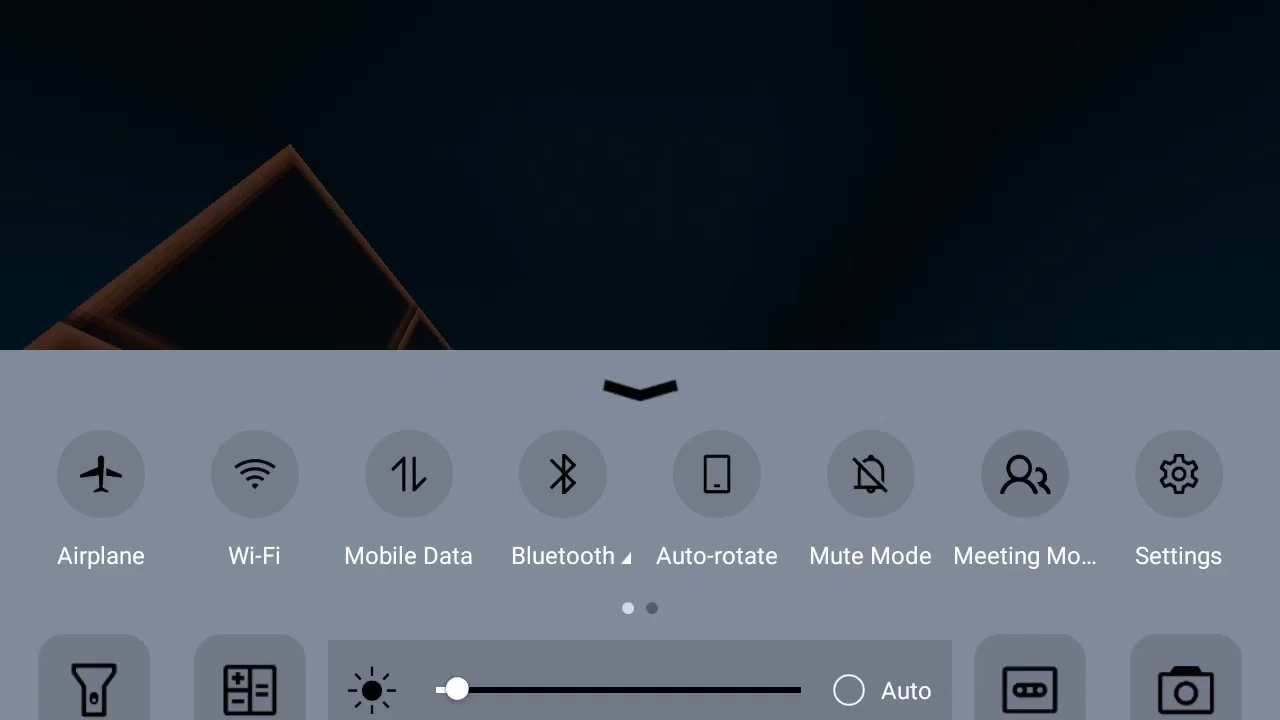 Airplane
Wi-Fi
Mobile Data
Bluetooth
Auto-rotate
Mute Mode
Meeting Mo...
Settings
Auto